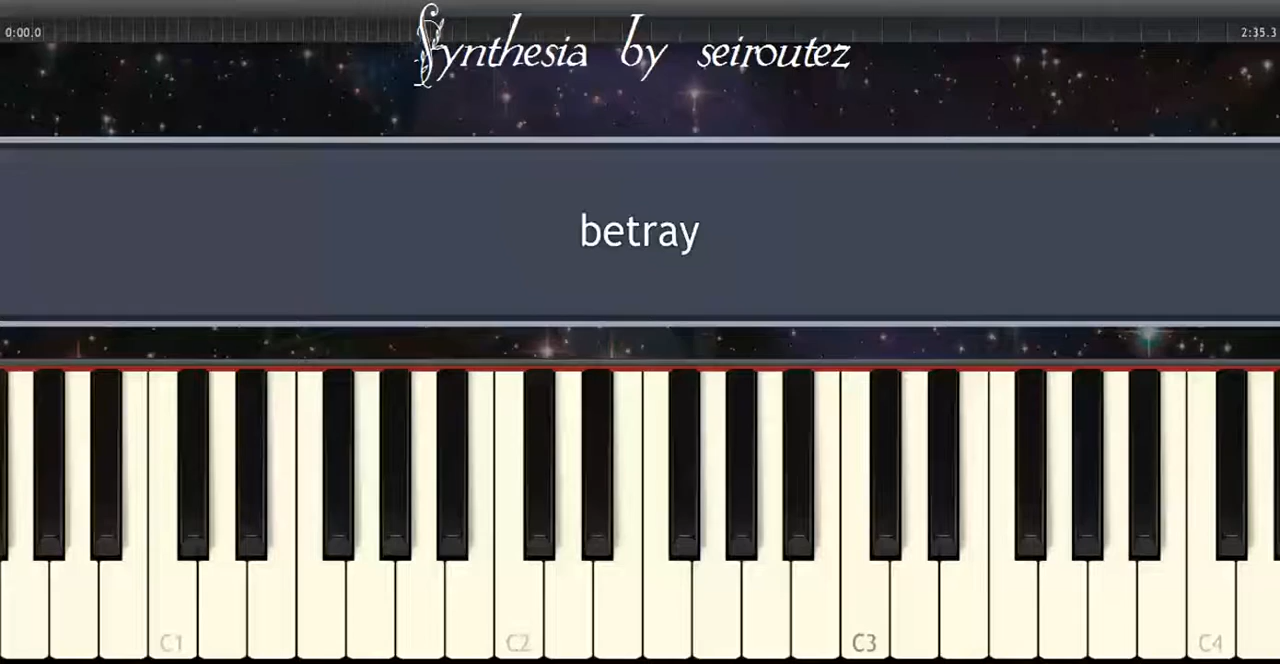 Synthesia by seiroutez
0:00.0
2:35.3
betray
C1
C2
C3
C4